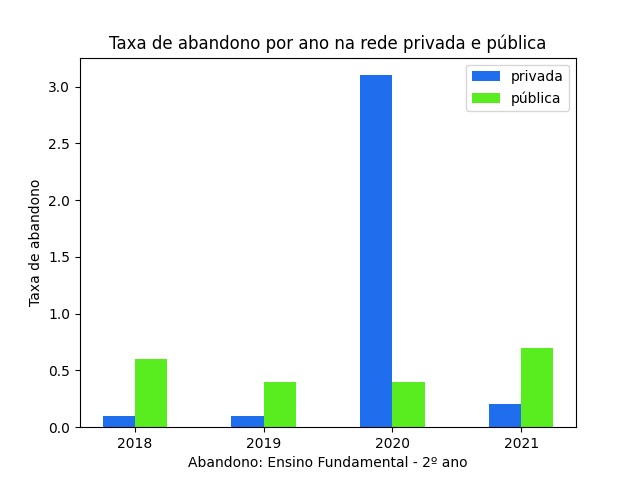 Taxa de abandono por ano na rede privada e pública
privada
pública
Taxa de abandono
3.0
2.5
2.0
1.5
1.0
0.5
0.0
2018 2019 2020 2021
Abandono: Ensino Fundamental - 2º ano